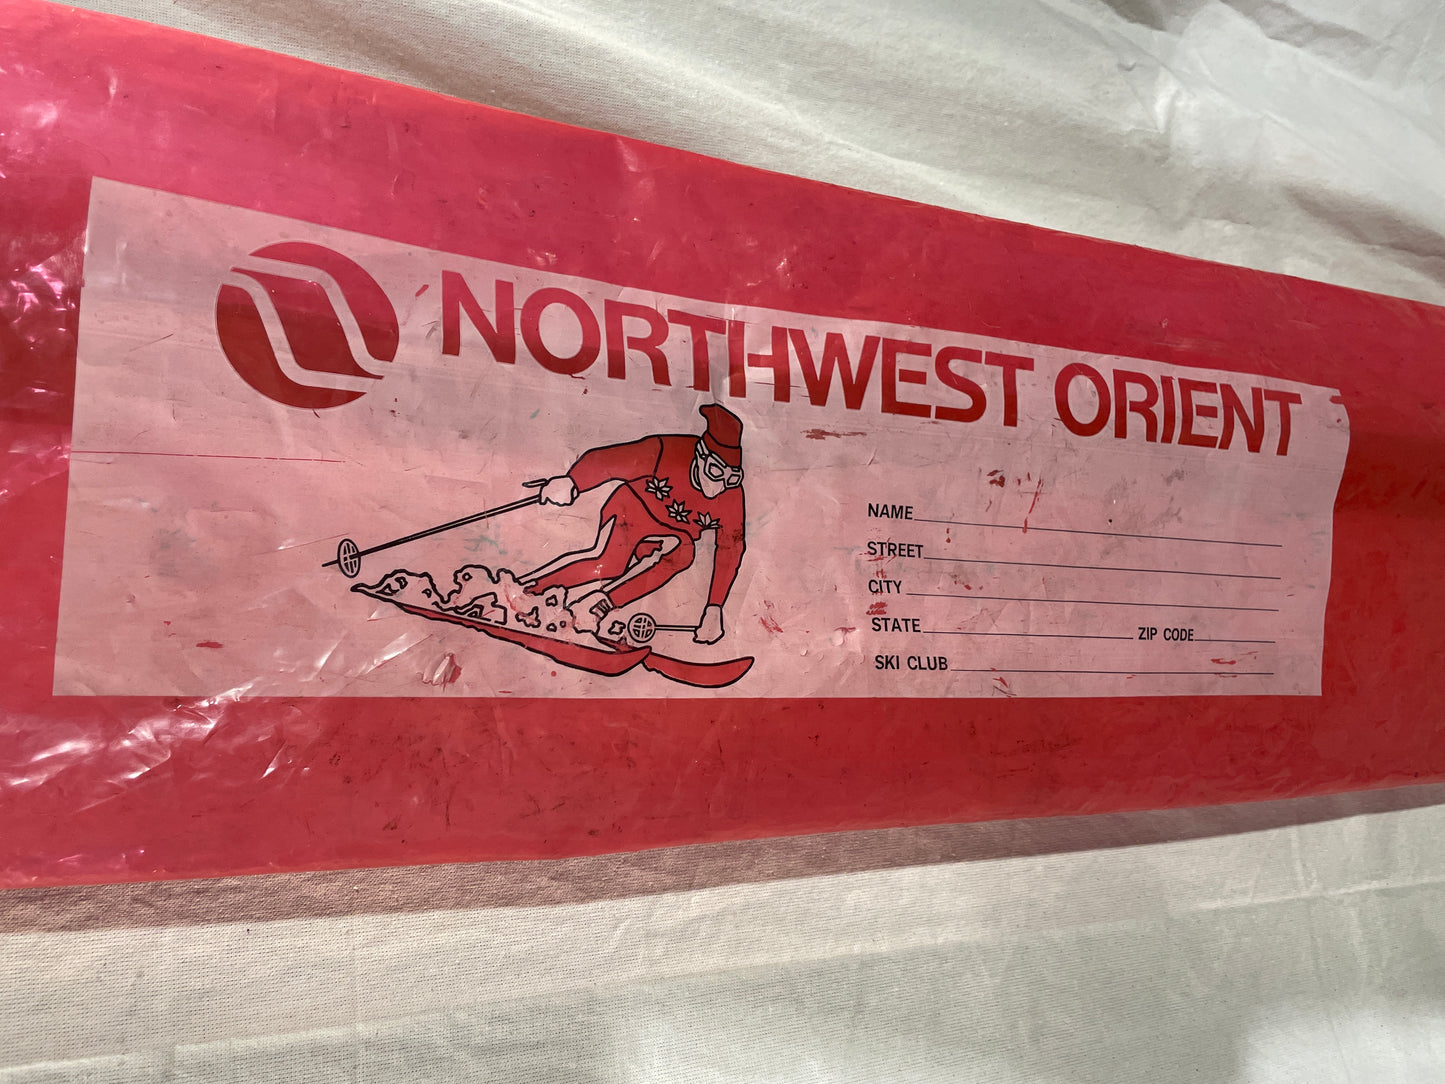 NORTHWEST ORIENT
NAME
STREET
CITY
STATE ZIP CODE
SKI CLUB